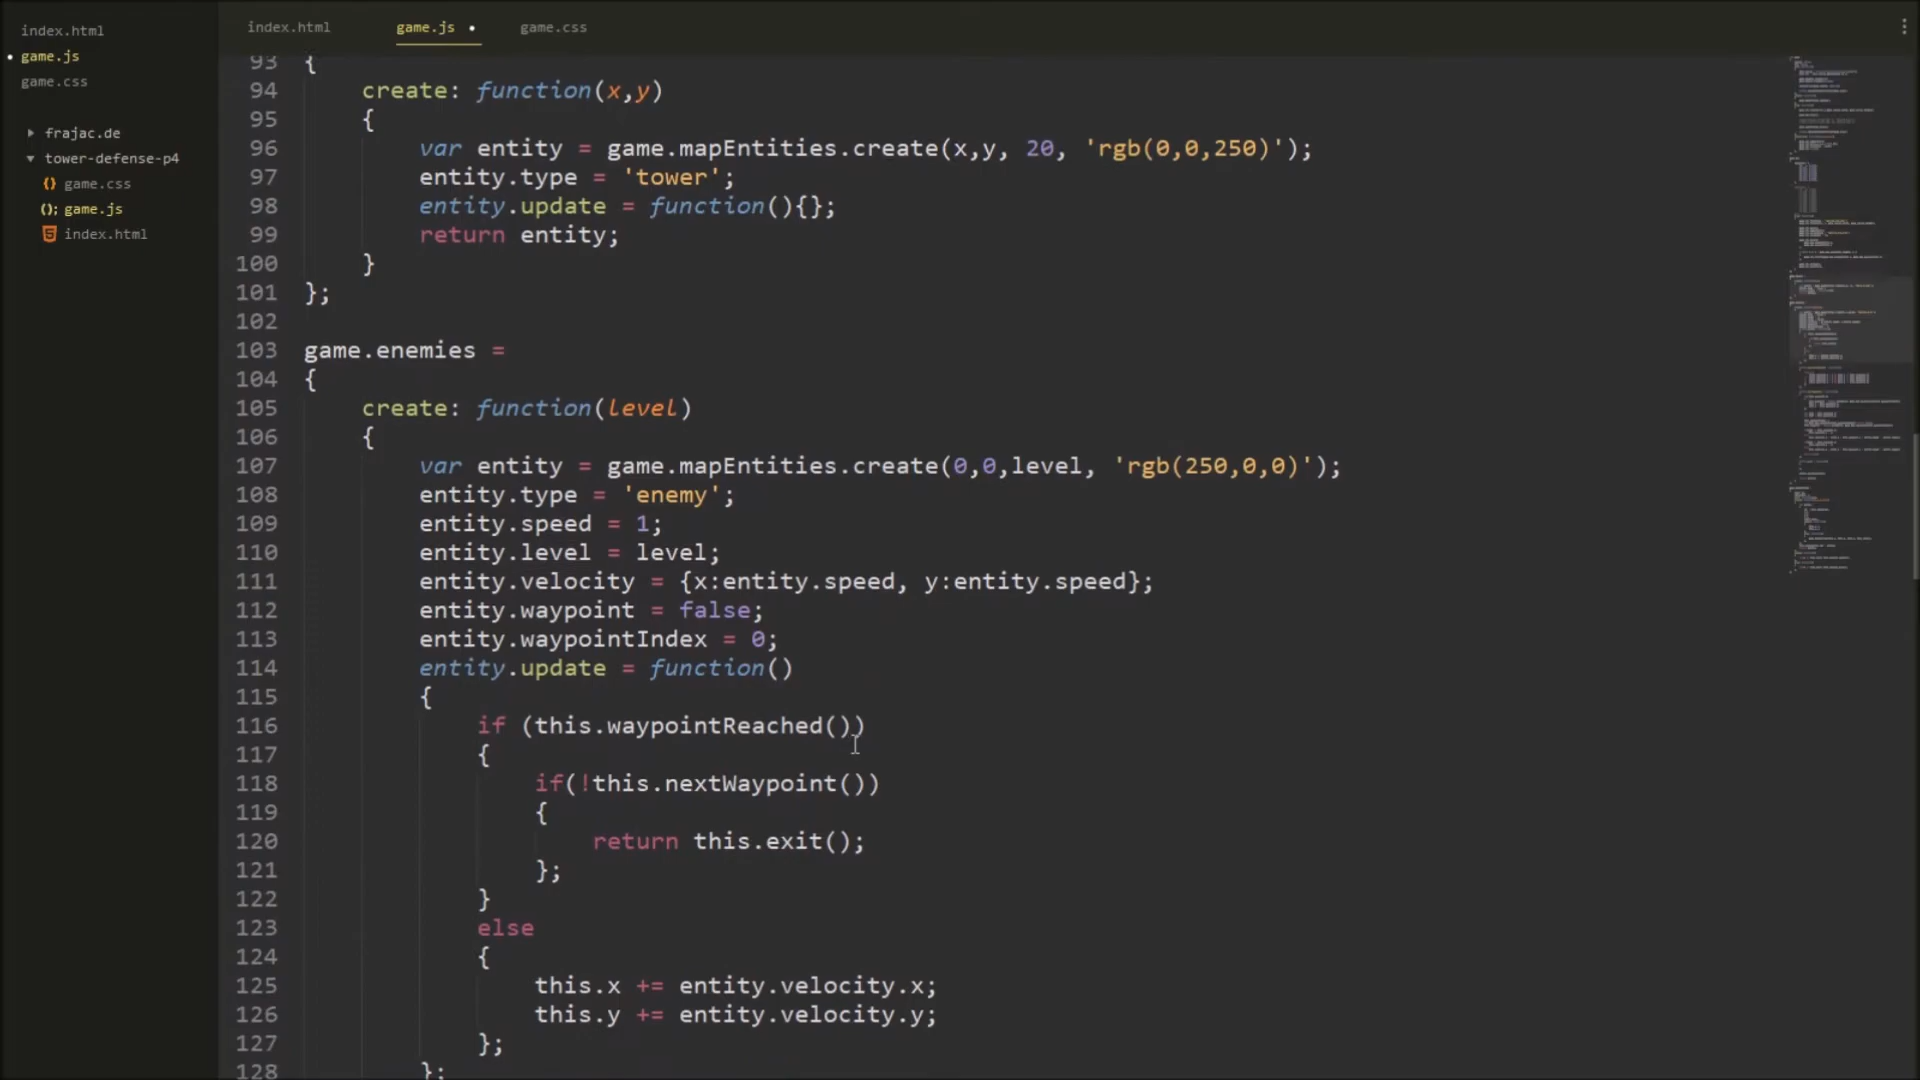 index.html
game.js
game.css
frajac.de
tower-defense-p4
{} game.css
(); game.js
index.html
index.html game.js • game.css
93 {
94 create: function(x,y)
95 {
96 var entity = game.mapEntities.create(x,y, 20, 'rgb(0,0,250)');
97 entity.type = 'tower';
98 entity.update = function(){};
99 return entity;
100 }
101 };
102
103 game.enemies =
104 {
105 create: function(level)
106 {
107 var entity = game.mapEntities.create(0,0,level, 'rgb(250,0,0)');
108 entity.type = 'enemy';
109 entity.speed = 1;
110 entity.level = level;
111 entity.velocity = {x:entity.speed, y:entity.speed};
112 entity.waypoint = false;
113 entity.waypointIndex = 0;
114 entity.update = function()
115 {
116 if (this.waypointReached())
117 {
118 if(!this.nextWaypoint())
119 {
120 return this.exit();
121 };
122 }
123 else
124 {
125 this.x += entity.velocity.x;
126 this.y += entity.velocity.y;
127 };
128 };